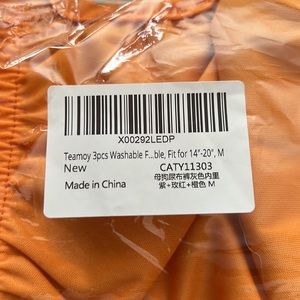 X00292LEDP
Teamoy 3pcs Washable F...ble, Fit for 14"-20", M
New
CATY11303
Made in China
母狗尿布裤灰色内里
紫+玫红+橙色 M